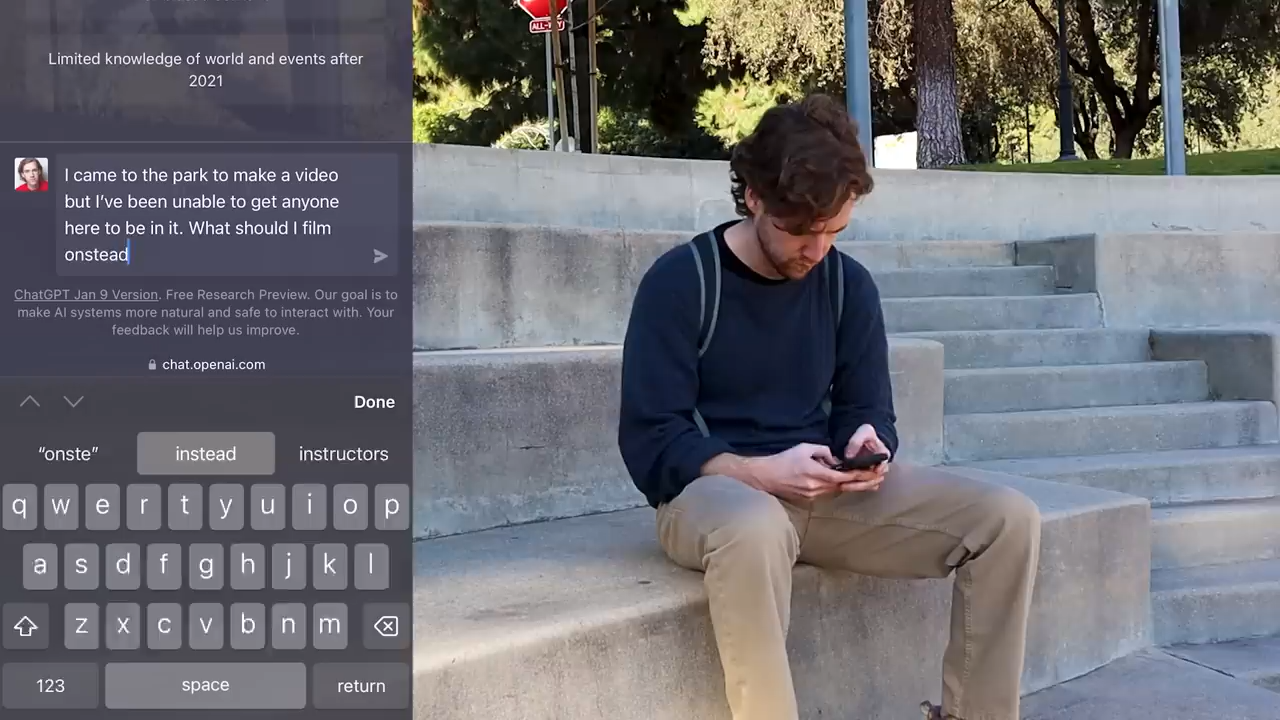 Limited knowledge of world and events after
2021
I came to the park to make a video
but I've been unable to get anyone
here to be in it. What should I film
onstead
ChatGPT Jan 9 Version. Free Research Preview. Our goal is to
make AI systems more natural and safe to interact with. Your
feedback will help us improve.
chat.openai.com
Done
“onste” instead instructors
q w e r t y u i o p
a s d f g h j k l
z x c v b n m
123 space return
ALL-WAY